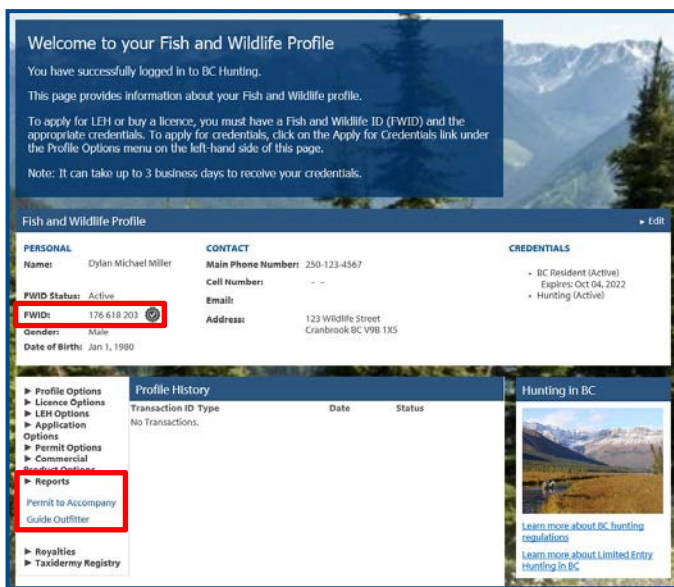 Welcome to your Fish and Wildlife Profile
You have successfully logged in to BC Hunting.
This page provides information about your Fish and Wildlife profile.
To apply for LEH or buy a licence, you must have a Fish and Wildlife ID (FWID) and the
appropriate credentials. To apply for credentials, click on the Apply for Credentials link under
the Profile Options menu on the left-hand side of this page.
Note: It can take up to 3 business days to receive your credentials.
Fish and Wildlife Profile
▸ Edit
PERSONAL
Name: Dylan Michael Miller
FWID Status: Active
FWID: 176 618 203
Gender: Male
Date of Birth: Jan 1, 1980
CONTACT
Main Phone Number: 250-123-4567
Cell Number: - -
Email:
Address: 123 Wildlife Street
Cranbrook BC V9B 1X5
CREDENTIALS
• BC Resident (Active)
Expires: Oct 04, 2022
• Hunting (Active)
▶ Profile Options
▶ Licence Options
▶ LEH Options
▶ Application
Options
▶ Permit Options
▶ Commercial
Product Options
▶ Reports
Permit to Accompany
Guide Outfitter
▶ Royalties
▶ Taxidermy Registry
Profile History
Transaction ID Type Date Status
No Transactions.
Hunting in BC
Learn more about BC hunting
regulations
Learn more about Limited Entry
Hunting in BC